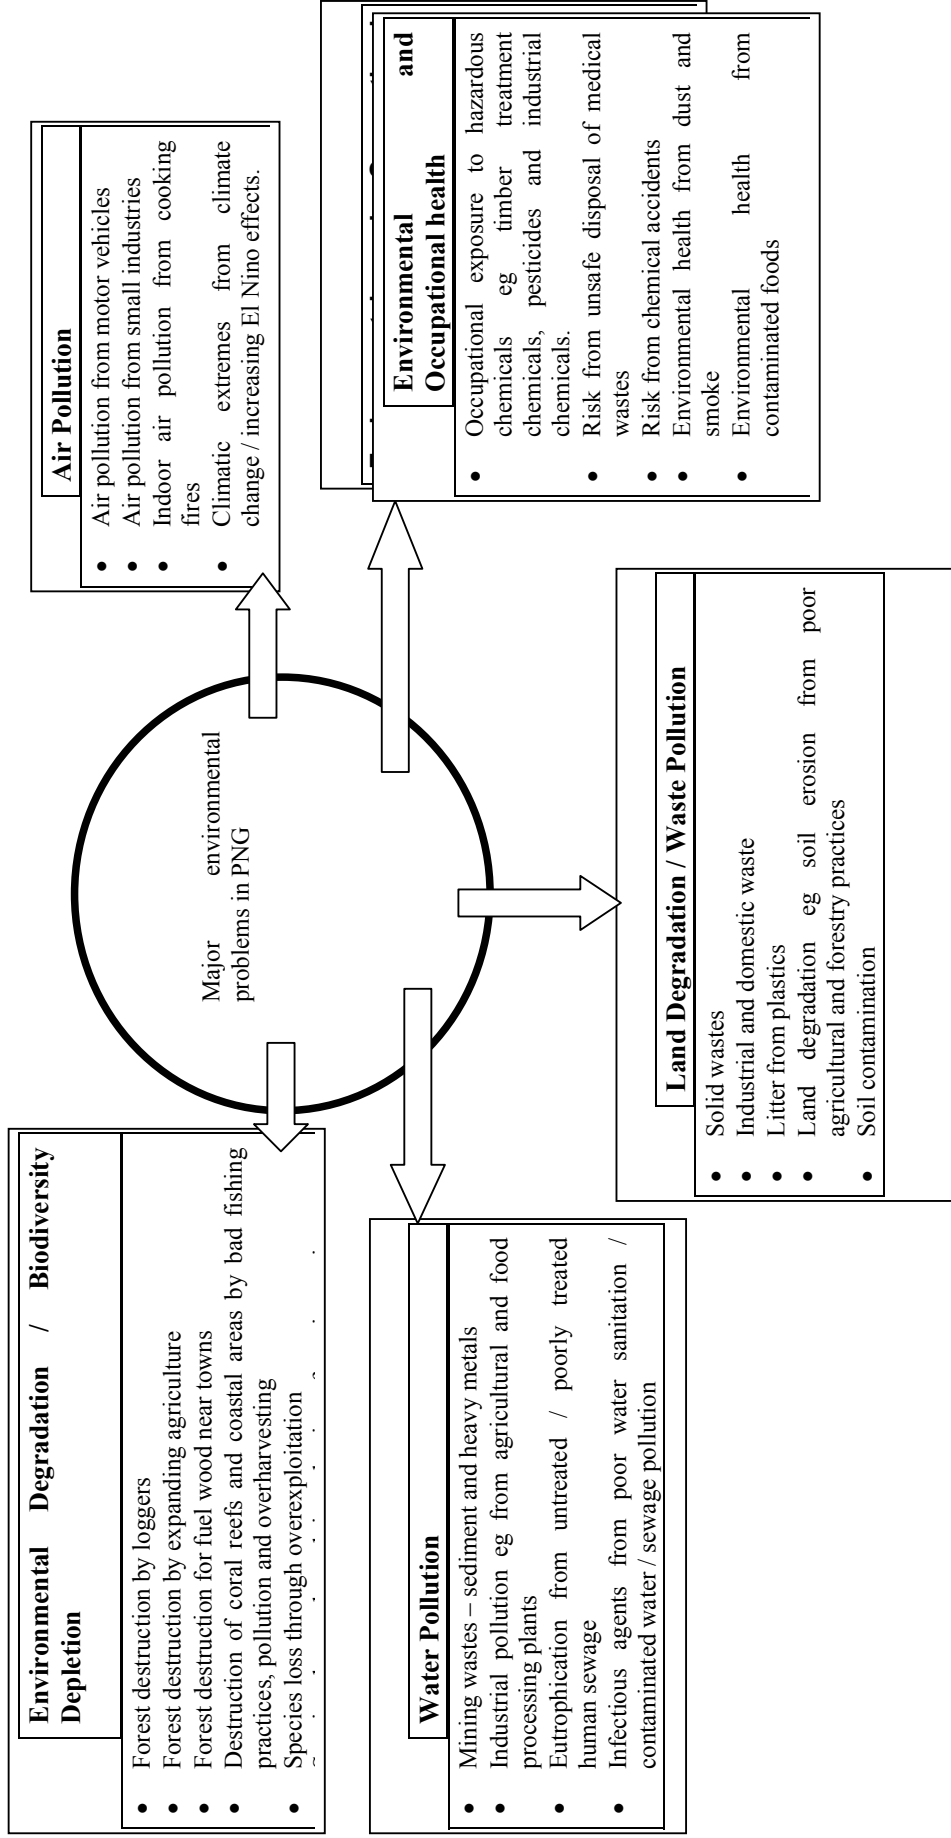 Major environmental
problems in PNG
Environmental Degradation / Biodiversity
Depletion
• Forest destruction by loggers
• Forest destruction by expanding agriculture
• Forest destruction for fuel wood near towns
• Destruction of coral reefs and coastal areas by bad fishing
practices, pollution and overharvesting
• Species loss through overexploitation
Air Pollution
• Air pollution from motor vehicles
• Air pollution from small industries
• Indoor air pollution from cooking
fires
• Climatic extremes from climate
change / increasing El Nino effects.
Water Pollution
• Mining wastes – sediment and heavy metals
• Industrial pollution eg from agricultural and food
processing plants
• Eutrophication from untreated / poorly treated
human sewage
• Infectious agents from poor water sanitation /
contaminated water / sewage pollution
Land Degradation / Waste Pollution
• Solid wastes
• Industrial and domestic waste
• Litter from plastics
• Land degradation eg soil erosion from poor
agricultural and forestry practices
• Soil contamination
Environmental and
Occupational health
• Occupational exposure to hazardous
chemicals eg timber treatment
chemicals, pesticides and industrial
chemicals.
• Risk from unsafe disposal of medical
wastes
• Risk from chemical accidents
• Environmental health from dust and
smoke
• Environmental health from
contaminated foods